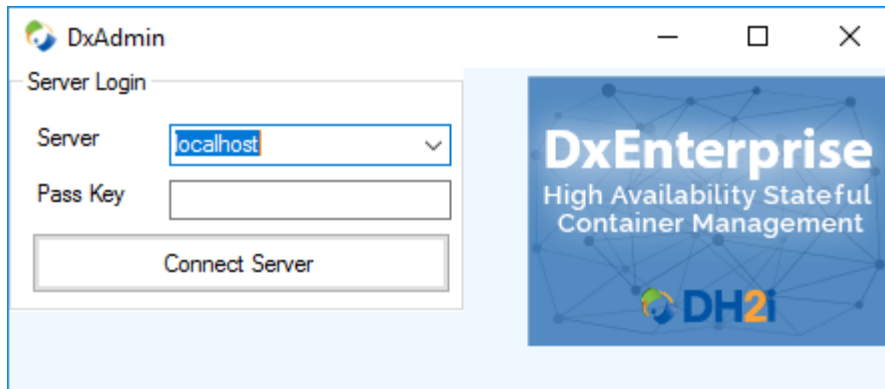 DxAdmin
Server Login
Server
localhost
Pass Key
Connect Server
DxEnterprise
High Availability Stateful
Container Management
DH2i